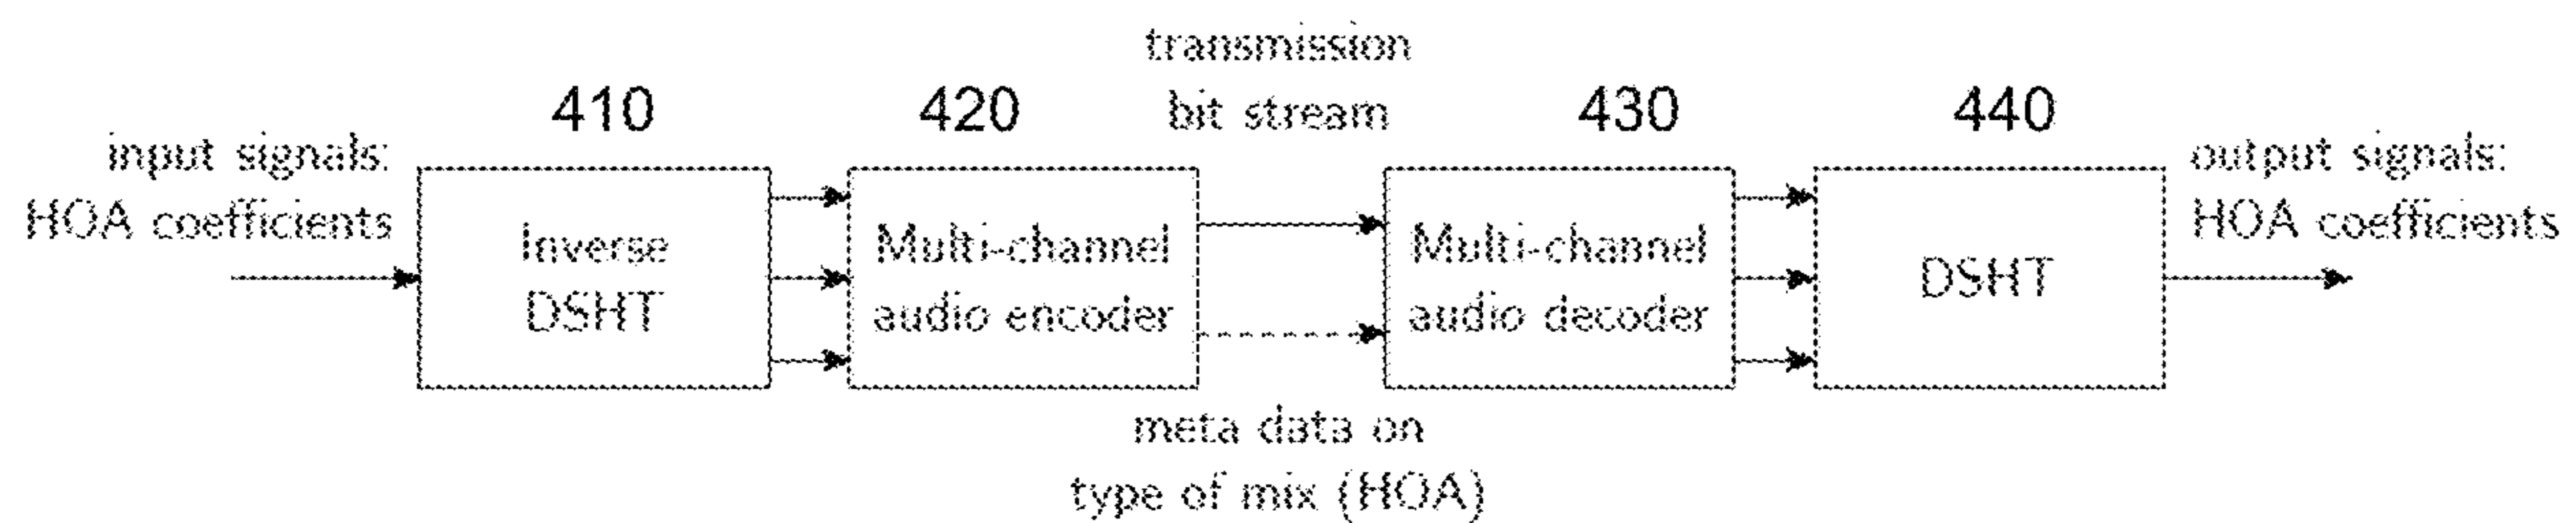 input signals:
HOA coefficients
410
Inverse
DSHT
420
Multi-channel
audio encoder
transmission
bit stream
meta data on
type of mix (HOA)
430
Multi-channel
audio decoder
440
DSHT
output signals:
HOA coefficients